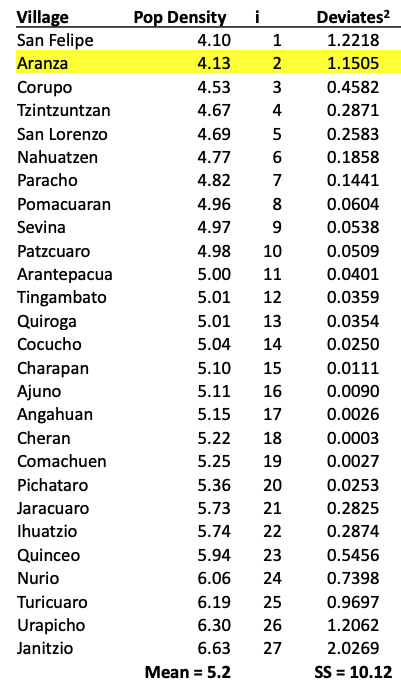 Village Pop Density i Deviates²
San Felipe 4.10 1 1.2218
Aranza 4.13 2 1.1505
Corupo 4.53 3 0.4582
Tzintzuntzan 4.67 4 0.2871
San Lorenzo 4.69 5 0.2583
Nahuatzen 4.77 6 0.1858
Paracho 4.82 7 0.1441
Pomacuaran 4.96 8 0.0604
Sevina 4.97 9 0.0538
Patzcuaro 4.98 10 0.0509
Arantepacua 5.00 11 0.0401
Tingambato 5.01 12 0.0359
Quiroga 5.01 13 0.0354
Cocucho 5.04 14 0.0250
Charapan 5.10 15 0.0111
Ajuno 5.11 16 0.0090
Angahuan 5.15 17 0.0026
Cheran 5.22 18 0.0003
Comachuen 5.25 19 0.0027
Pichataro 5.36 20 0.0253
Jaracuaro 5.73 21 0.2825
Ihuatzio 5.74 22 0.2874
Quinceo 5.94 23 0.5456
Nurio 6.06 24 0.7398
Turicuaro 6.19 25 0.9697
Urapicho 6.30 26 1.2062
Janitzio 6.63 27 2.0269
Mean = 5.2 SS = 10.12